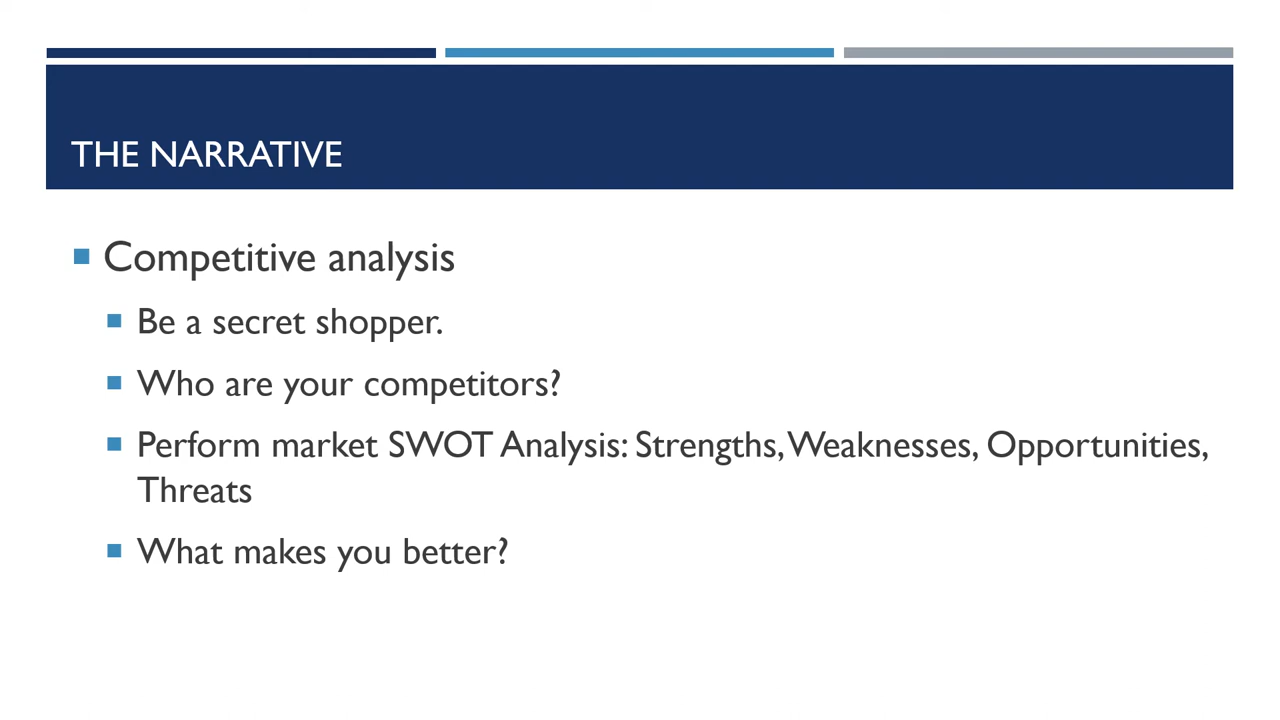 THE NARRATIVE
Competitive analysis
Be a secret shopper.
Who are your competitors?
Perform market SWOT Analysis: Strengths, Weaknesses, Opportunities,
Threats
What makes you better?